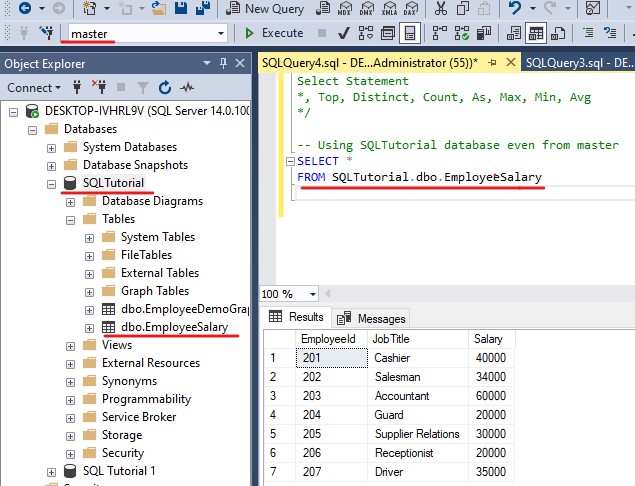 New Query
MDX
DMX
XMLA
DAX
master
Execute
Object Explorer
Connect
DESKTOP-IVHRL9V (SQL Server 14.0.100
Databases
System Databases
Database Snapshots
SQLTutorial
Database Diagrams
Tables
System Tables
FileTables
External Tables
Graph Tables
dbo.EmployeeDemoGra
dbo.EmployeeSalary
Views
External Resources
Synonyms
Programmability
Service Broker
Storage
Security
SQL Tutorial 1
SQLQuery4.sql - DE...Administrator (55))*
SQLQuery3.sql - DE...
Select Statement
*, Top, Distinct, Count, As, Max, Min, Avg
*/
-- Using SQLTutorial database even from master
SELECT *
FROM SQLTutorial.dbo.EmployeeSalary
100 %
Results Messages
EmployeeId JobTitle Salary
1 201 Cashier 40000
2 202 Salesman 34000
3 203 Accountant 60000
4 204 Guard 20000
5 205 Supplier Relations 30000
6 206 Receptionist 20000
7 207 Driver 35000